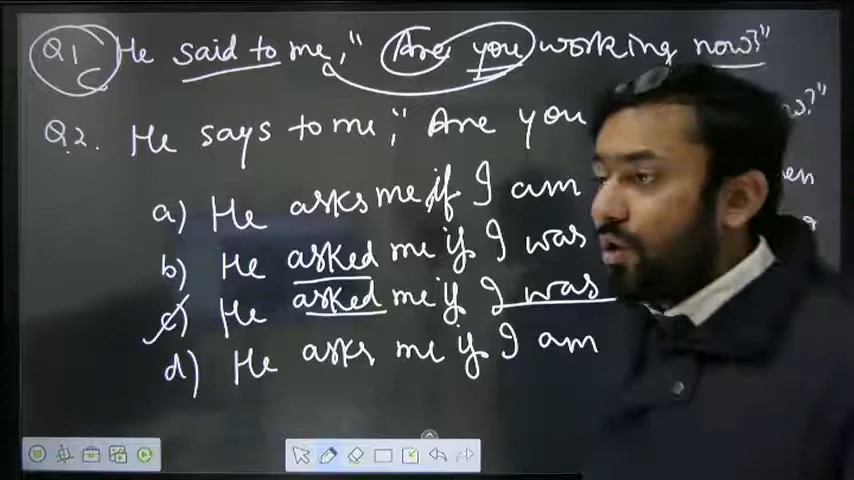 Q1 He said to me," Are you working now?"
Q.2. He says to me," Are you ?"
a) He asks me, if I am
b) He asked me if I was
c) He asked me if I was
d) He asks me if I am